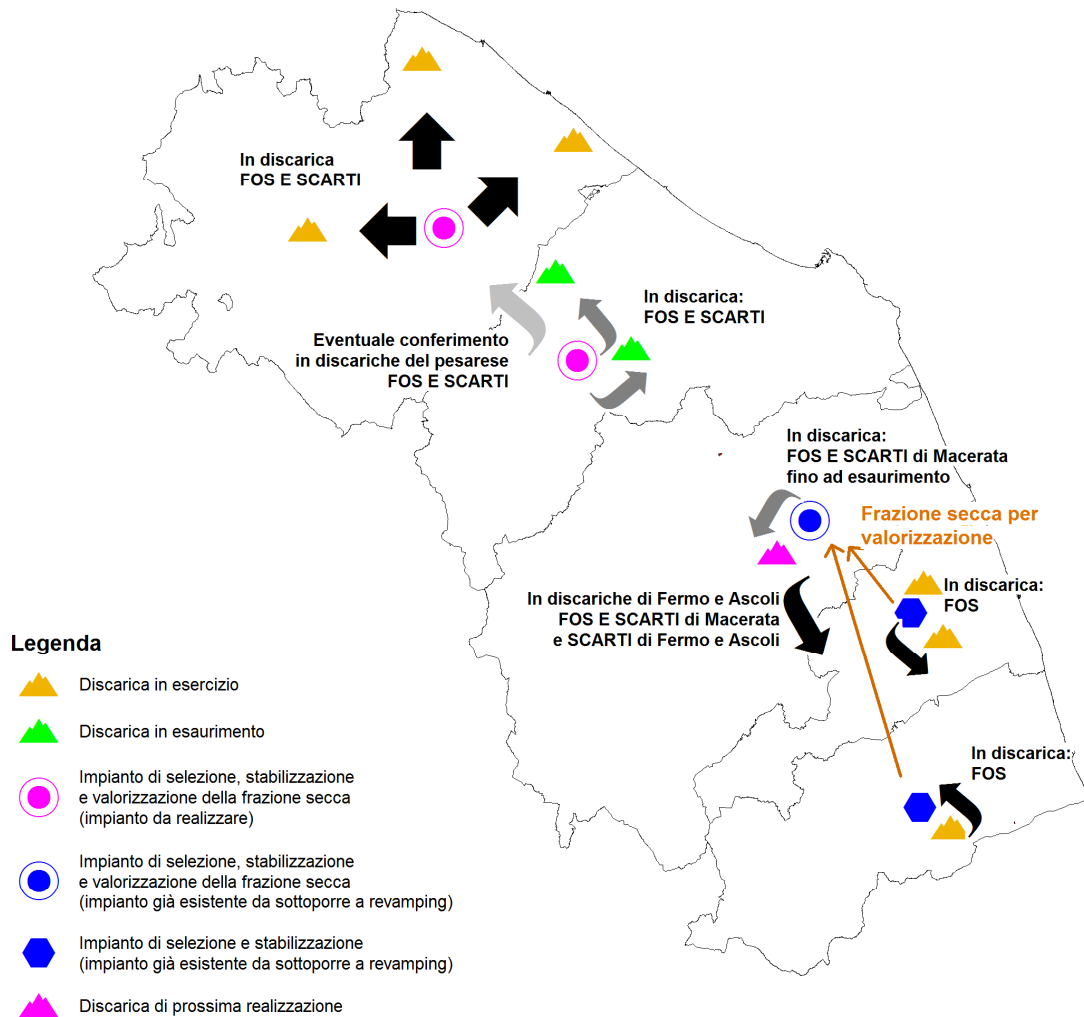 In discarica
FOS E SCARTI
In discarica:
FOS E SCARTI
Eventuale conferimento
in discariche del pesarese
FOS E SCARTI
In discarica:
FOS E SCARTI di Macerata
fino ad esaurimento
Frazione secca per
valorizzazione
In discarica:
FOS
In discariche di Fermo e Ascoli
FOS E SCARTI di Macerata
e SCARTI di Fermo e Ascoli
In discarica:
FOS
Legenda
Discarica in esercizio
Discarica in esaurimento
Impianto di selezione, stabilizzazione
e valorizzazione della frazione secca
(impianto da realizzare)
Impianto di selezione, stabilizzazione
e valorizzazione della frazione secca
(impianto già esistente da sottoporre a revamping)
Impianto di selezione e stabilizzazione
(impianto già esistente da sottoporre a revamping)
Discarica di prossima realizzazione